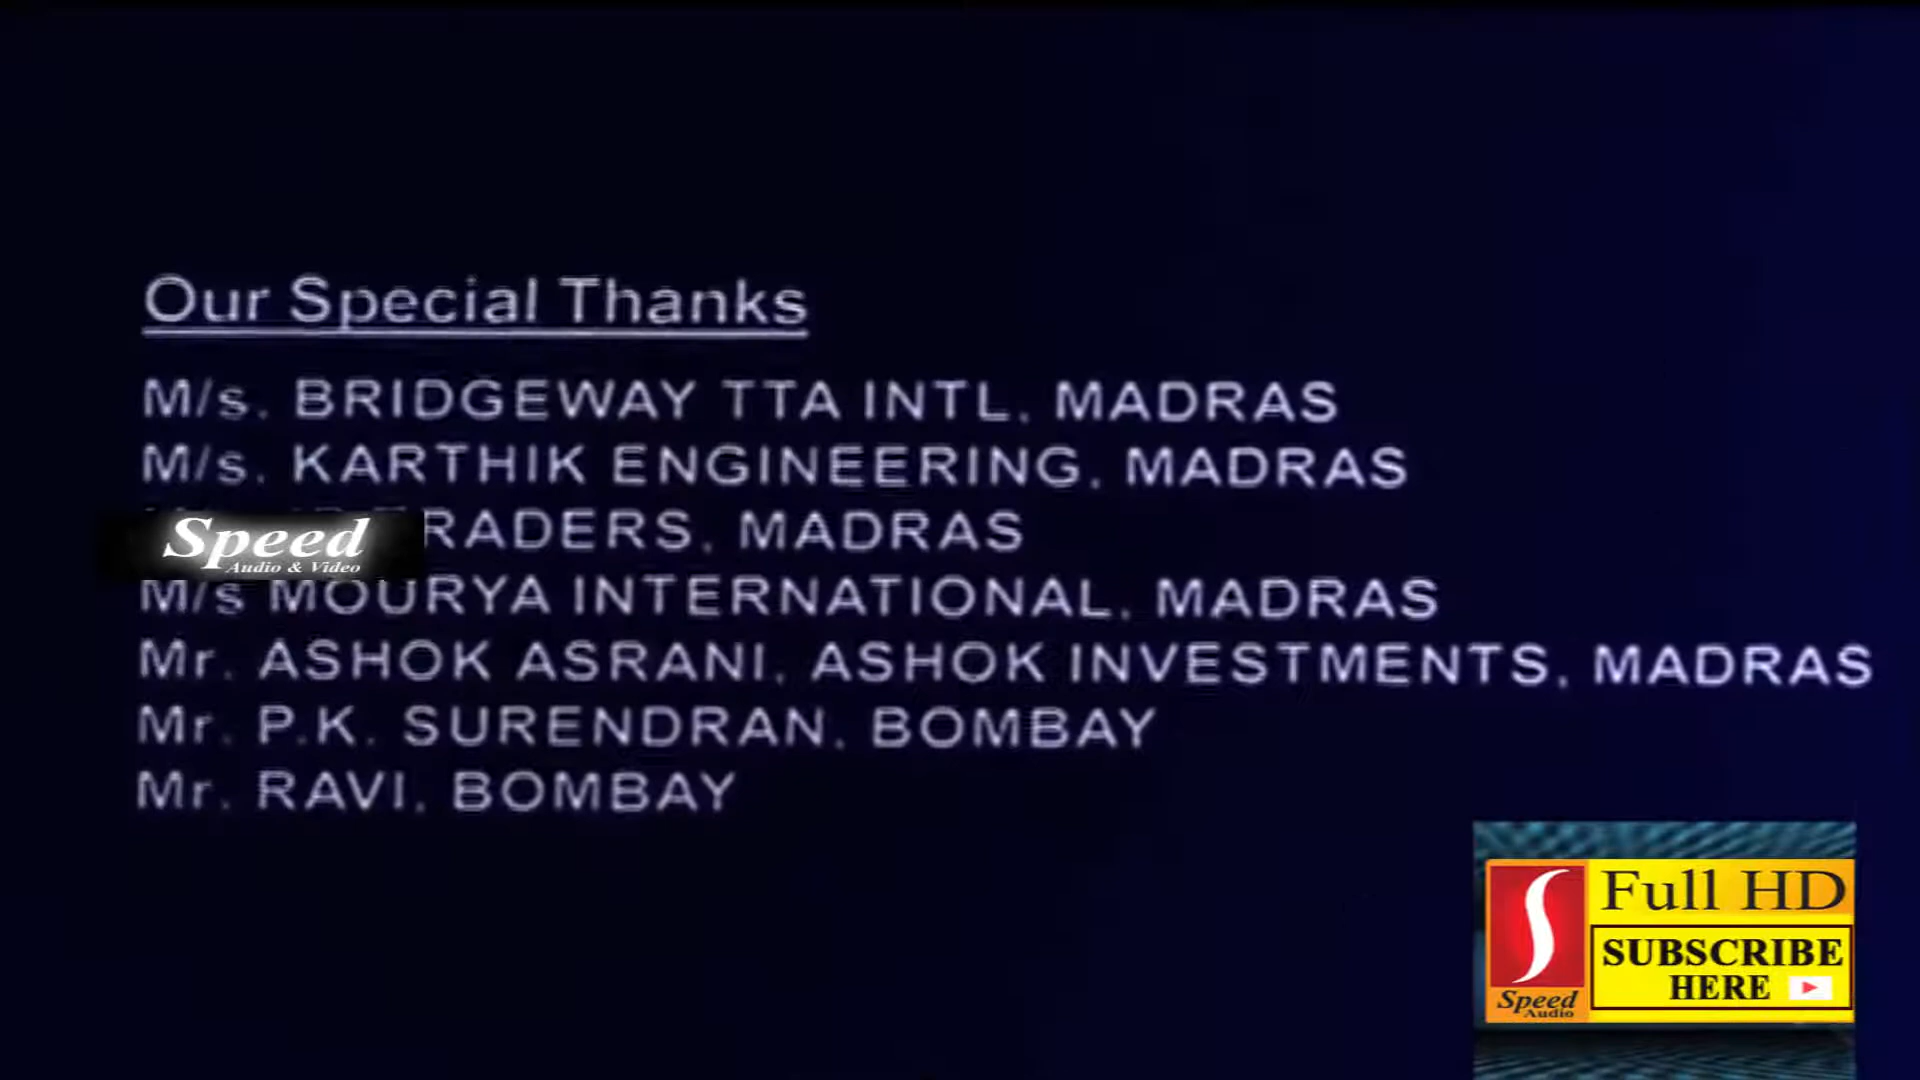 Our Special Thanks
M/s. BRIDGEWAY TTA INTL, MADRAS
M/s. KARTHIK ENGINEERING, MADRAS
MADRAS
Speed
Audio & Video
M/s MOURYA INTERNATIONAL, MADRAS
Mr. ASHOK ASRANI, ASHOK INVESTMENTS, MADRAS
Mr. P.K. SURENDRAN, BOMBAY
Mr. RAVI, BOMBAY
S
Full HD
SUBSCRIBE
HERE
Speed
Audio